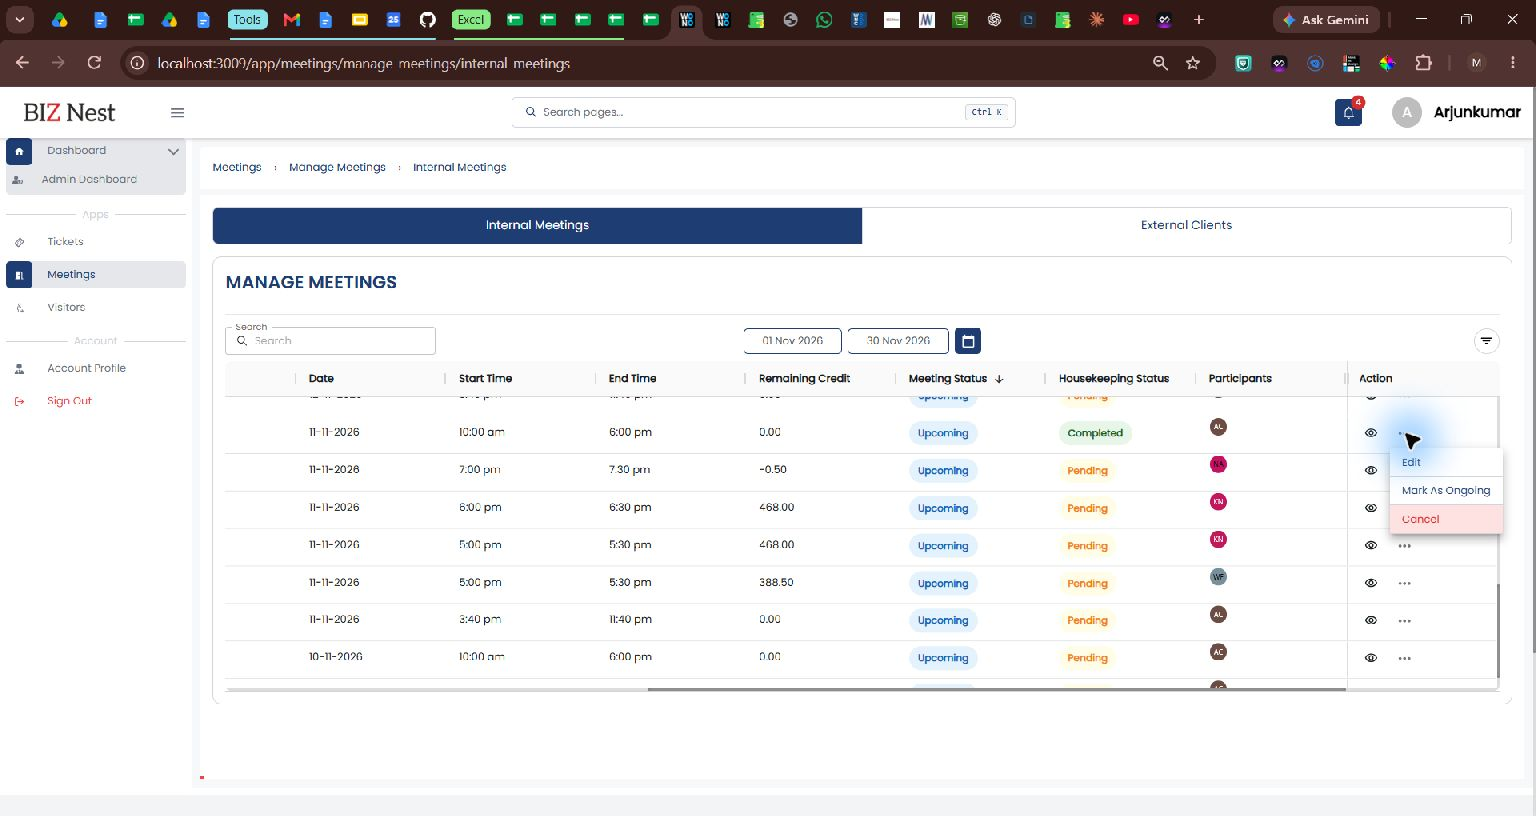 Tools
25
Excel
Ask Gemini
localhost:3009/app/meetings/manage-meetings/internal-meetings
M
BIZ Nest
Search pages...
Ctrl K
4
A
Arjunkumar
Dashboard
Admin Dashboard
Apps
Tickets
Meetings
Visitors
Account
Account Profile
Sign Out
Meetings › Manage Meetings › Internal Meetings
Internal Meetings
External Clients
MANAGE MEETINGS
Search
Search
01 Nov 2026
30 Nov 2026
Date Start Time End Time Remaining Credit Meeting Status Housekeeping Status Participants Action
Upcoming Pending
11-11-2026 10:00 am 6:00 pm 0.00 Upcoming Completed
11-11-2026 7:00 pm 7:30 pm -0.50 Upcoming Pending
11-11-2026 6:00 pm 6:30 pm 468.00 Upcoming Pending KN
11-11-2026 5:00 pm 5:30 pm 468.00 Upcoming Pending KN
11-11-2026 5:00 pm 5:30 pm 388.50 Upcoming Pending WF
11-11-2026 3:40 pm 11:40 pm 0.00 Upcoming Pending
10-11-2026 10:00 am 6:00 pm 0.00 Upcoming Pending
Edit
Mark As Ongoing
Cancel